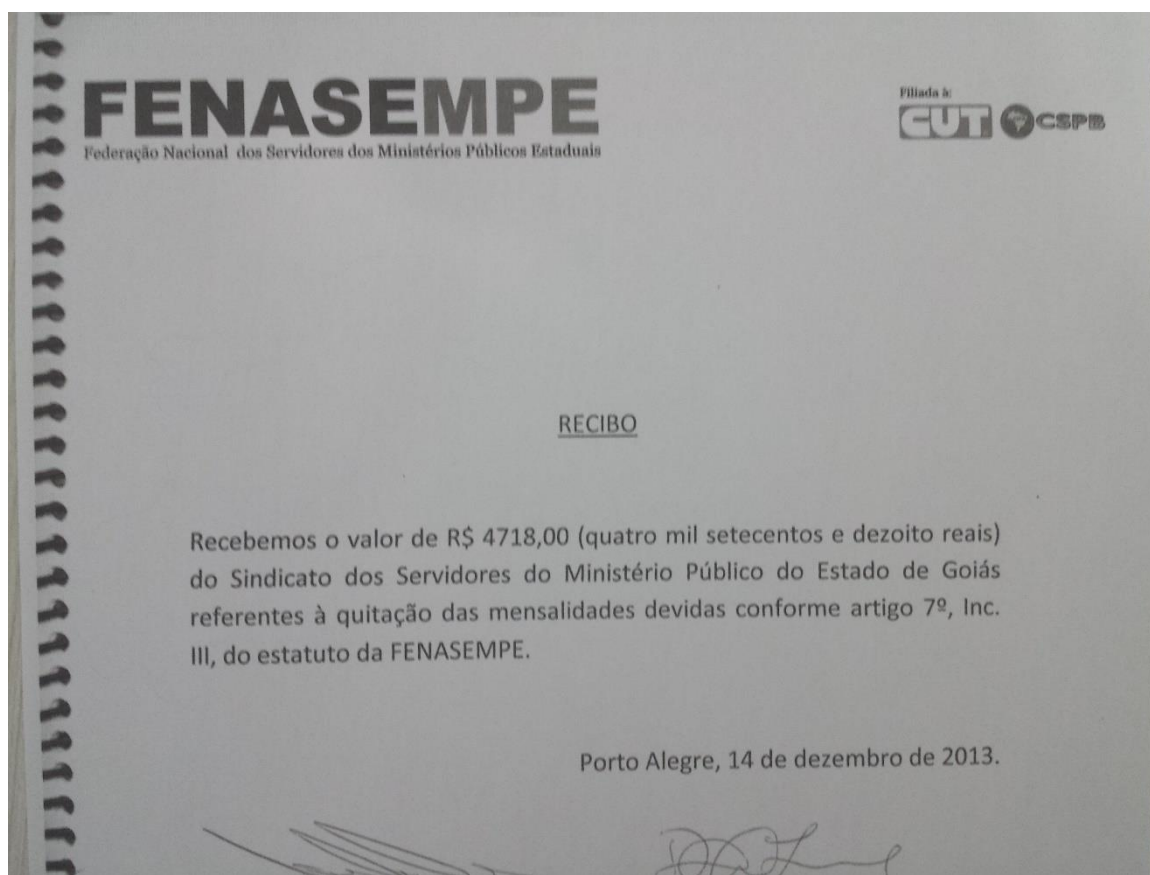 FENASEMPE
Federação Nacional dos Servidores dos Ministérios Públicos Estaduais
Filiada à:
CUT CSPB
RECIBO
Recebemos o valor de R$ 4718,00 (quatro mil setecentos e dezoito reais)
do Sindicato dos Servidores do Ministério Público do Estado de Goiás
referentes à quitação das mensalidades devidas conforme artigo 7º, Inc.
III, do estatuto da FENASEMPE.
Porto Alegre, 14 de dezembro de 2013.